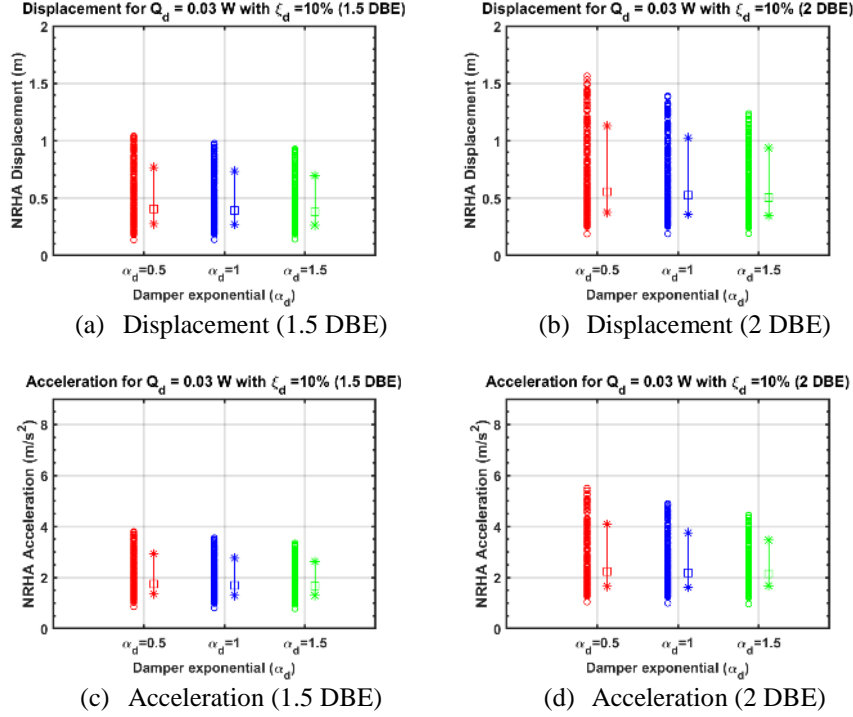 Displacement for Q_d = 0.03 W with ξ_d =10% (1.5 DBE)
NRHA Displacement (m)
2
1.5
1
0.5
0
α_d=0.5 α_d=1 α_d=1.5
Damper exponential (α_d)
(a) Displacement (1.5 DBE)
Displacement for Q_d = 0.03 W with ξ_d =10% (2 DBE)
NRHA Displacement (m)
2
1.5
1
0.5
0
α_d=0.5 α_d=1 α_d=1.5
Damper exponential (α_d)
(b) Displacement (2 DBE)
Acceleration for Q_d = 0.03 W with ξ_d =10% (1.5 DBE)
NRHA Acceleration (m/s²)
8
6
4
2
0
α_d=0.5 α_d=1 α_d=1.5
Damper exponential (α_d)
(c) Acceleration (1.5 DBE)
Acceleration for Q_d = 0.03 W with ξ_d =10% (2 DBE)
NRHA Acceleration (m/s²)
8
6
4
2
0
α_d=0.5 α_d=1 α_d=1.5
Damper exponential (α_d)
(d) Acceleration (2 DBE)